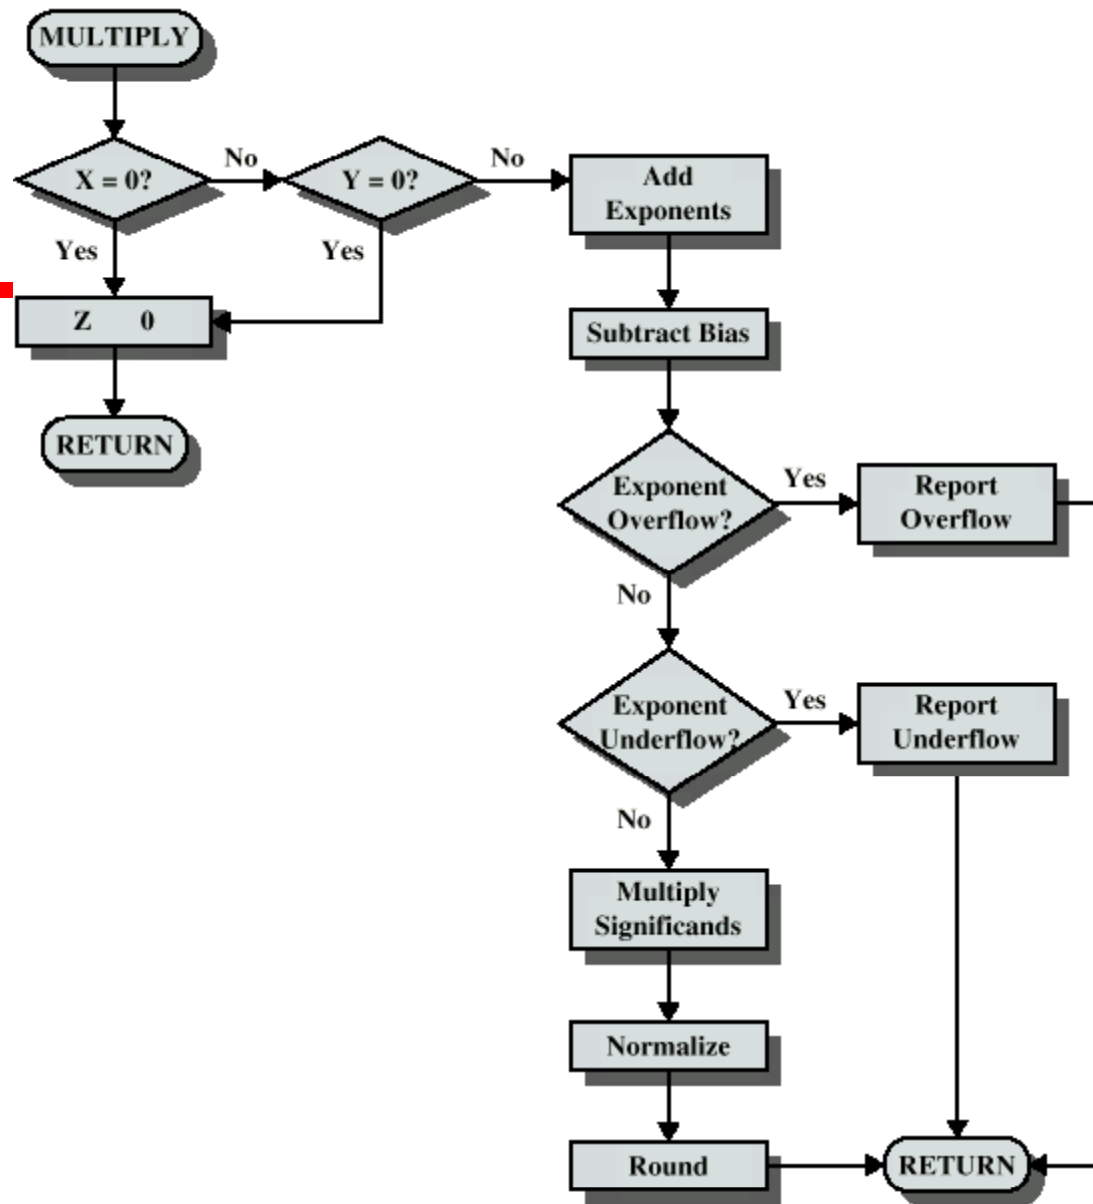 MULTIPLY
X = 0?
No
Y = 0?
No
Add
Exponents
Yes
Yes
Z 0
Subtract Bias
RETURN
Exponent
Overflow?
Yes
Report
Overflow
No
Exponent
Underflow?
Yes
Report
Underflow
No
Multiply
Significands
Normalize
Round
RETURN